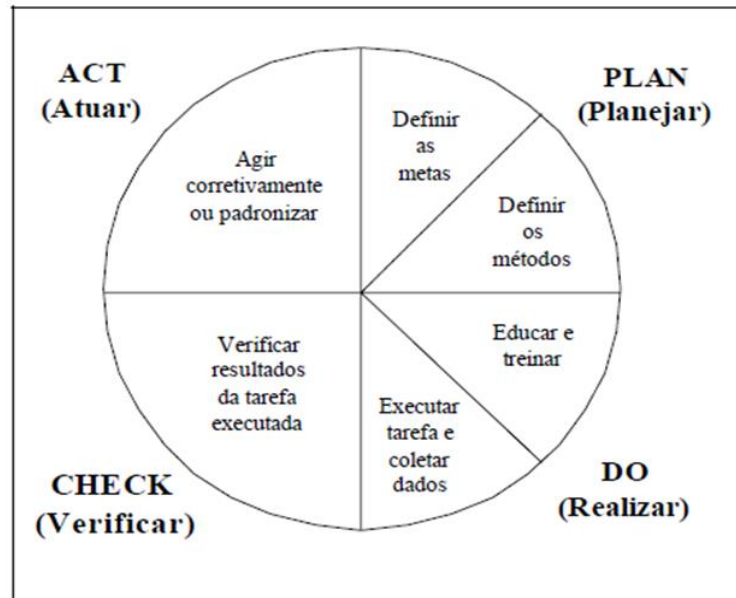 ACT
(Atuar)
PLAN
(Planejar)
Definir
as
metas
Agir
corretivamente
ou padronizar
Definir
os
métodos
Educar e
treinar
Verificar
resultados
da tarefa
executada
Executar
tarefa e
coletar
dados
CHECK
(Verificar)
DO
(Realizar)